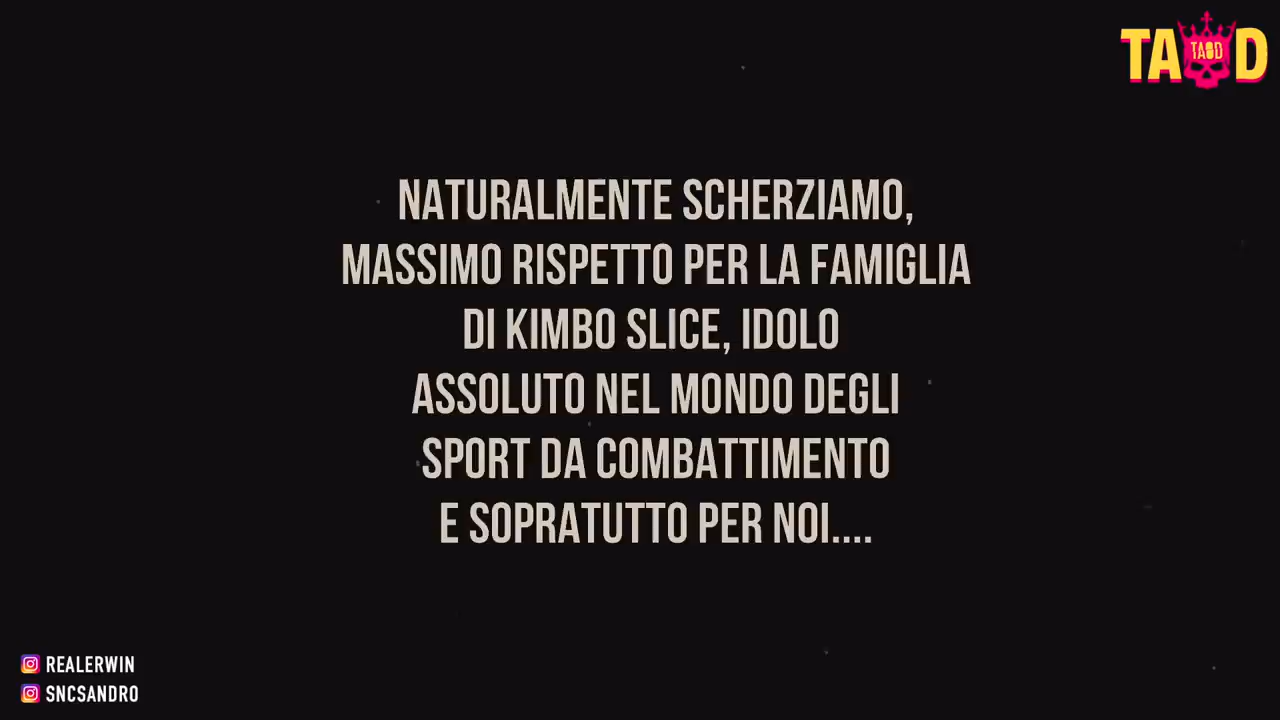 TA D
TAOD
NATURALMENTE SCHERZIAMO,
MASSIMO RISPETTO PER LA FAMIGLIA
DI KIMBO SLICE, IDOLO
ASSOLUTO NEL MONDO DEGLI
SPORT DA COMBATTIMENTO
E SOPRATUTTO PER NOI....
REALERWIN
SNCSANDRO